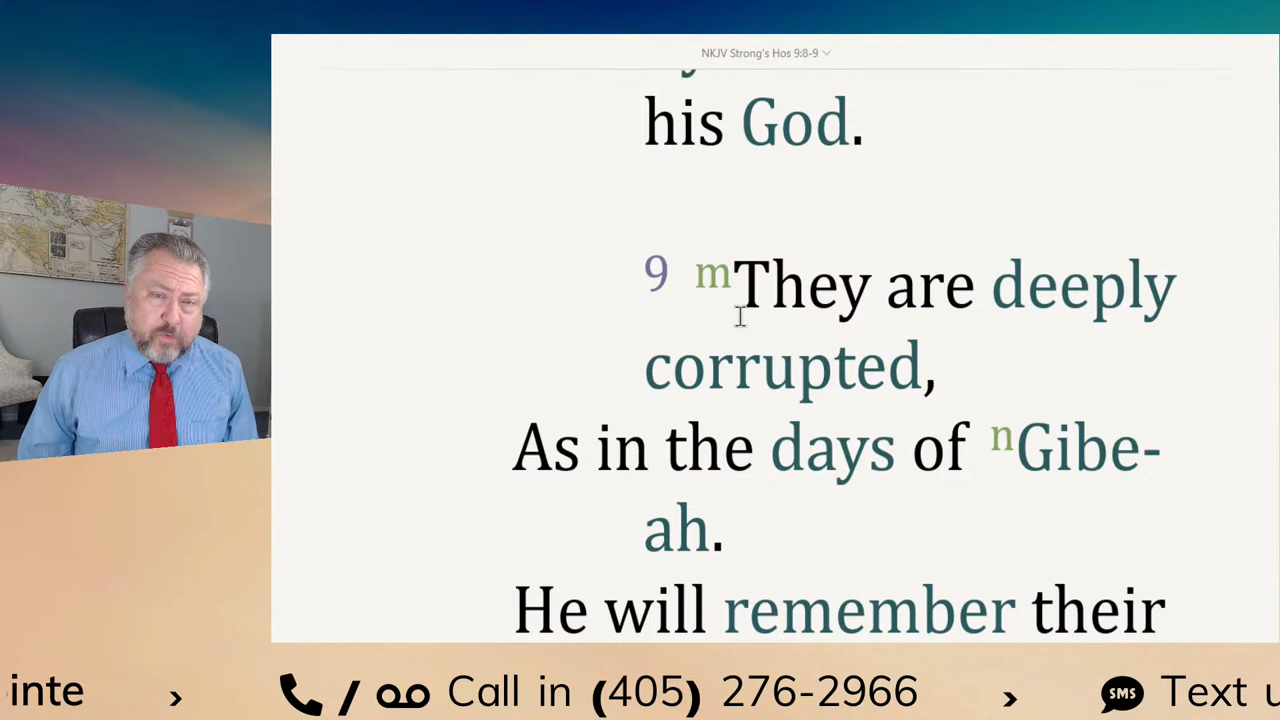 NKJV Strong's Hos 9:8-9
his God.
9 mThey are deeply
corrupted,
As in the days of nGibe-
ah.
He will remember their
inte › / Call in (405) 276-2966 › SMS Text u